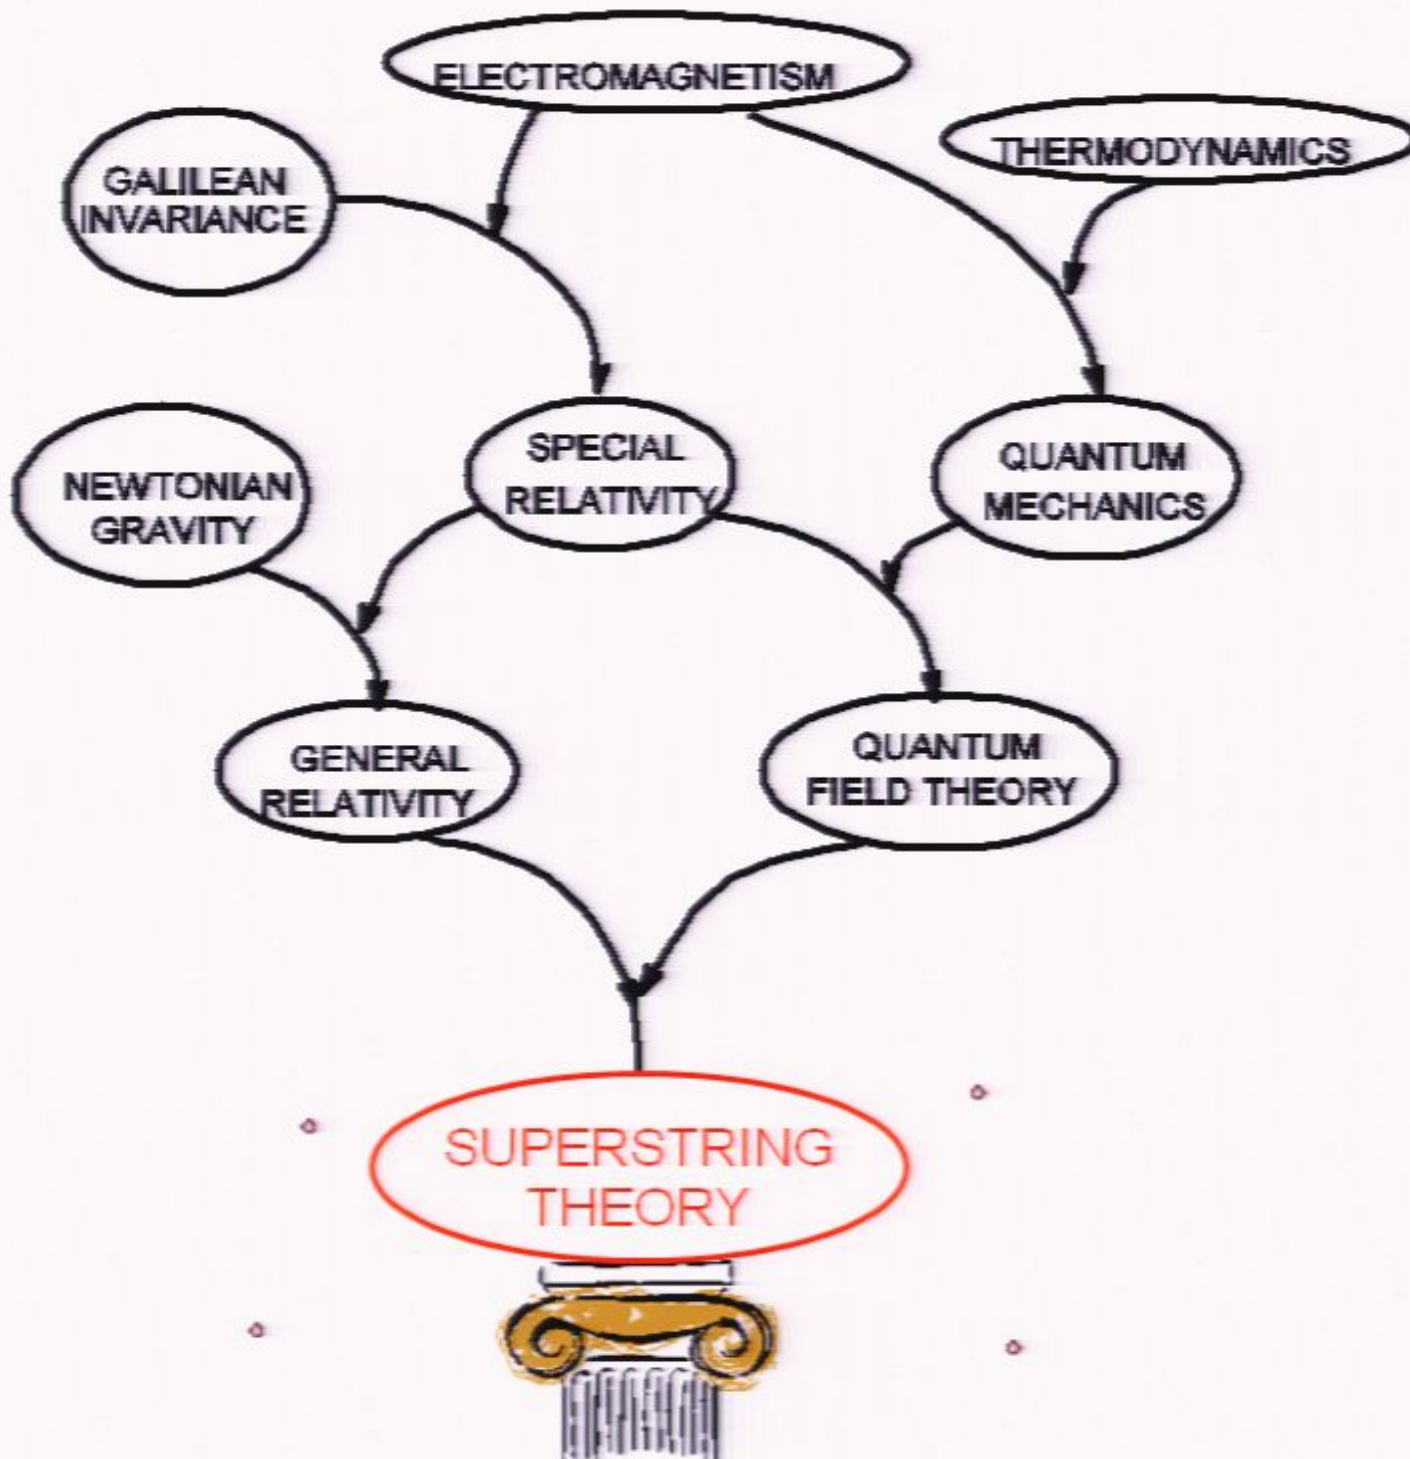 ELECTROMAGNETISM
THERMODYNAMICS
GALILEAN
INVARIANCE
NEWTONIAN
GRAVITY
SPECIAL
RELATIVITY
QUANTUM
MECHANICS
GENERAL
RELATIVITY
QUANTUM
FIELD THEORY
SUPERSTRING
THEORY